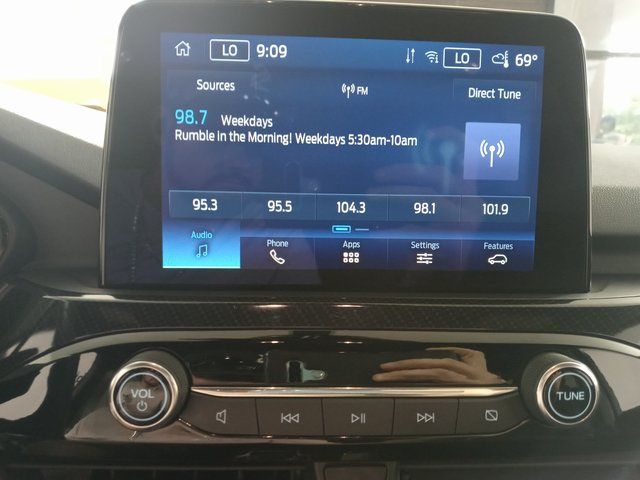 LO 9:09 LO 69°
Sources FM Direct Tune
98.7 Weekdays
Rumble in the Morning! Weekdays 5:30am-10am
95.3 95.5 104.3 98.1 101.9
Audio Phone Apps Settings Features
VOL TUNE